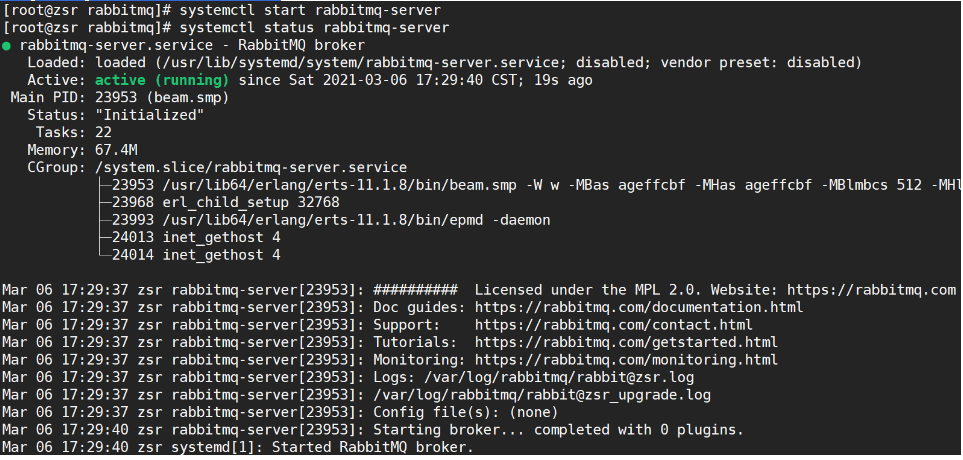 [root@zsr rabbitmq]# systemctl start rabbitmq-server
[root@zsr rabbitmq]# systemctl status rabbitmq-server
● rabbitmq-server.service - RabbitMQ broker
   Loaded: loaded (/usr/lib/systemd/system/rabbitmq-server.service; disabled; vendor preset: disabled)
   Active: active (running) since Sat 2021-03-06 17:29:40 CST; 19s ago
 Main PID: 23953 (beam.smp)
   Status: "Initialized"
    Tasks: 22
   Memory: 67.4M
   CGroup: /system.slice/rabbitmq-server.service
           ├─23953 /usr/lib64/erlang/erts-11.1.8/bin/beam.smp -W w -MBas ageffcbf -MHas ageffcbf -MBlmbcs 512 -MHl
           ├─23968 erl_child_setup 32768
           ├─23993 /usr/lib64/erlang/erts-11.1.8/bin/epmd -daemon
           ├─24013 inet_gethost 4
           └─24014 inet_gethost 4

Mar 06 17:29:37 zsr rabbitmq-server[23953]: ##########  Licensed under the MPL 2.0. Website: https://rabbitmq.com
Mar 06 17:29:37 zsr rabbitmq-server[23953]: Doc guides: https://rabbitmq.com/documentation.html
Mar 06 17:29:37 zsr rabbitmq-server[23953]: Support:    https://rabbitmq.com/contact.html
Mar 06 17:29:37 zsr rabbitmq-server[23953]: Tutorials:  https://rabbitmq.com/getstarted.html
Mar 06 17:29:37 zsr rabbitmq-server[23953]: Monitoring: https://rabbitmq.com/monitoring.html
Mar 06 17:29:37 zsr rabbitmq-server[23953]: Logs: /var/log/rabbitmq/rabbit@zsr.log
Mar 06 17:29:37 zsr rabbitmq-server[23953]: /var/log/rabbitmq/rabbit@zsr_upgrade.log
Mar 06 17:29:37 zsr rabbitmq-server[23953]: Config file(s): (none)
Mar 06 17:29:40 zsr rabbitmq-server[23953]: Starting broker... completed with 0 plugins.
Mar 06 17:29:40 zsr systemd[1]: Started RabbitMQ broker.